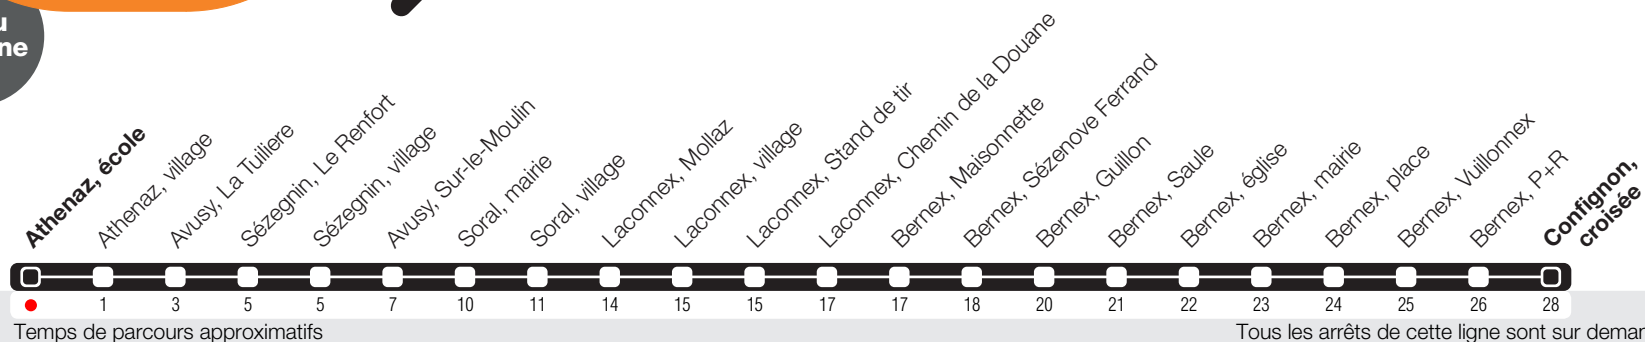 Athenaz, école
Athenaz, village
Avusy, La Tuiliere
Sézegnin, Le Renfort
Sézegnin, village
Avusy, Sur-le-Moulin
Soral, mairie
Soral, village
Laconnex, Mollaz
Laconnex, village
Laconnex, Stand de tir
Laconnex, Chemin de la Douane
Bernex, Maisonnette
Bernex, Sézenove Ferrand
Bernex, Guillon
Bernex, Saule
Bernex, église
Bernex, mairie
Bernex, place
Bernex, Vuillonnex
Bernex, P+R
Confignon,
croisée
1 3 5 5 7 10 11 14 15 15 17 17 18 20 21 22 23 24 25 26 28
Temps de parcours approximatifs
Tous les arrêts de cette ligne sont sur